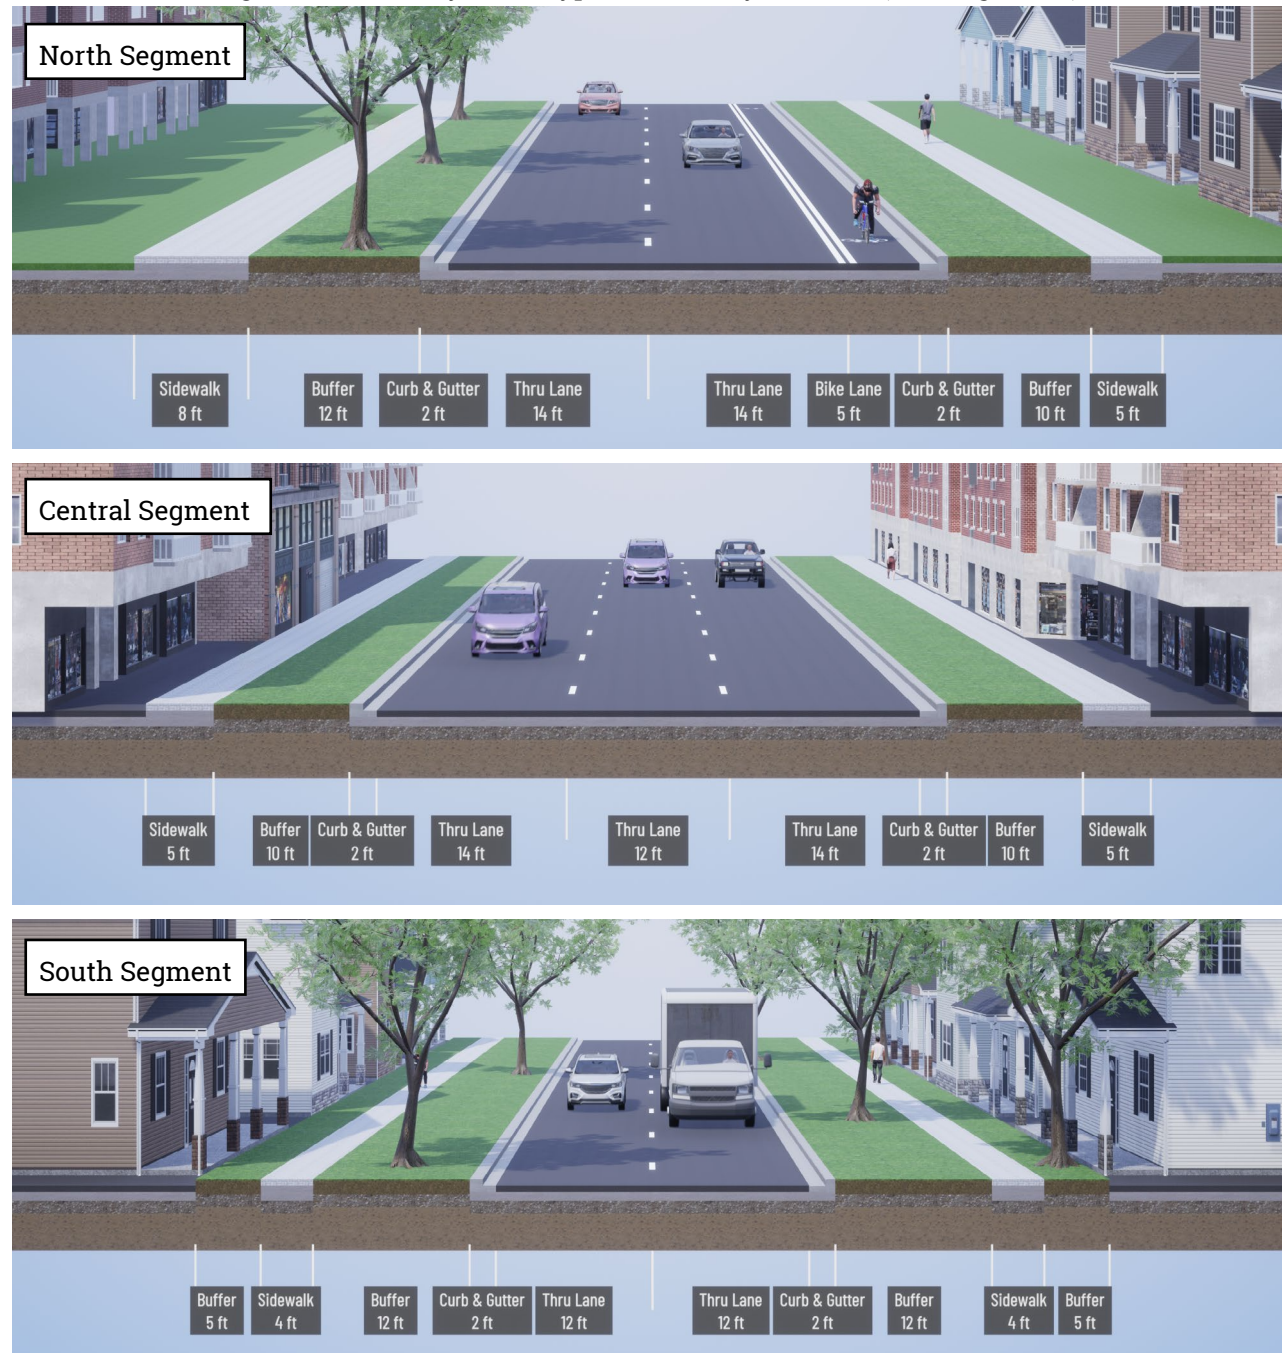 North Segment
Sidewalk
8 ft
Buffer
12 ft
Curb & Gutter
2 ft
Thru Lane
14 ft
Thru Lane
14 ft
Bike Lane
5 ft
Curb & Gutter
2 ft
Buffer
10 ft
Sidewalk
5 ft
Central Segment
Sidewalk
5 ft
Buffer
10 ft
Curb & Gutter
2 ft
Thru Lane
14 ft
Thru Lane
12 ft
Thru Lane
14 ft
Curb & Gutter
2 ft
Buffer
10 ft
Sidewalk
5 ft
South Segment
Buffer
5 ft
Sidewalk
4 ft
Buffer
12 ft
Curb & Gutter
2 ft
Thru Lane
12 ft
Thru Lane
12 ft
Curb & Gutter
2 ft
Buffer
12 ft
Sidewalk
4 ft
Buffer
5 ft